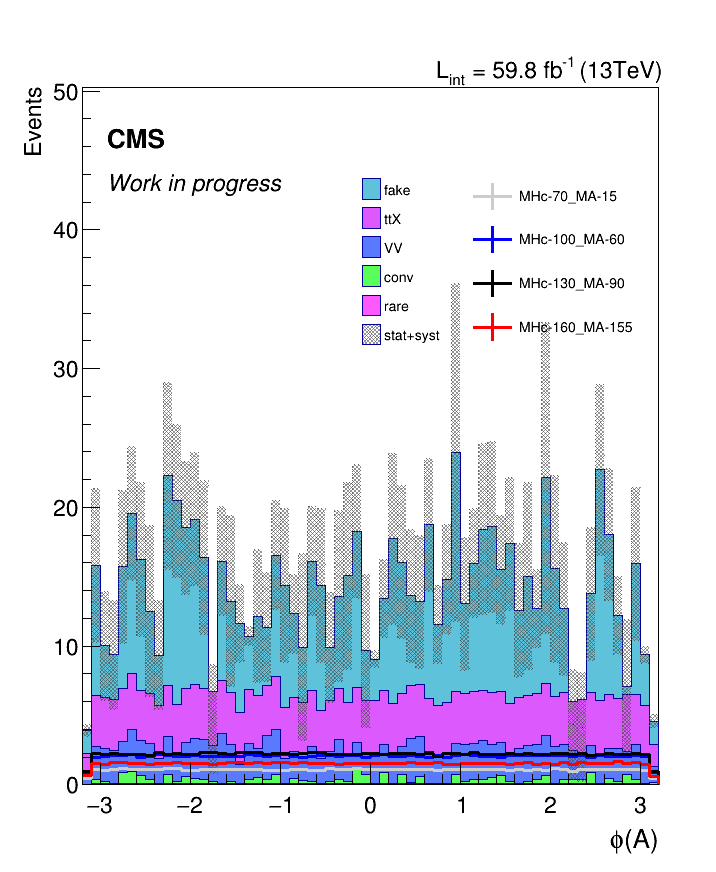 L_int = 59.8 fb^-1 (13TeV)
Events
50
40
30
20
10
0
CMS
Work in progress
fake
ttX
VV
conv
rare
stat+syst
MHc-70_MA-15
MHc-100_MA-60
MHc-130_MA-90
MHc-160_MA-155
−3 −2 −1 0 1 2 3
ϕ(A)